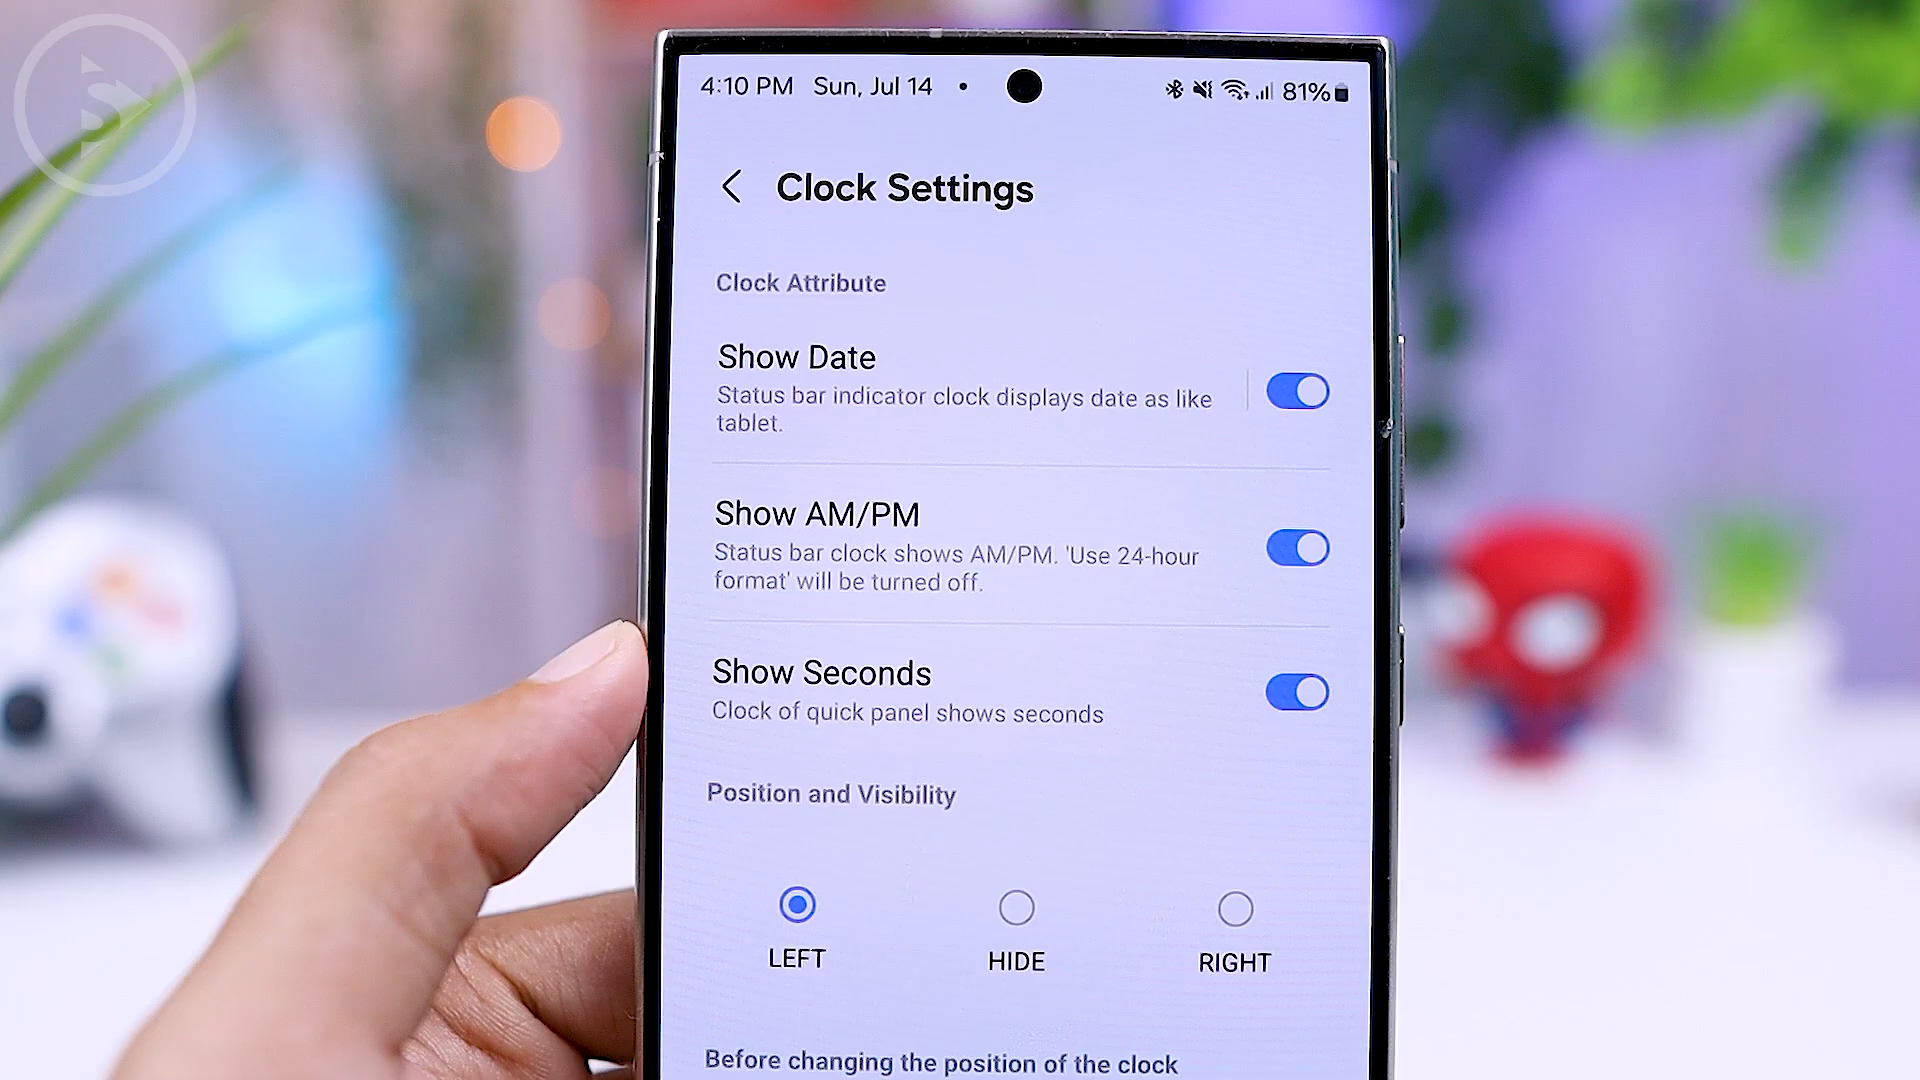 4:10 PM Sun, Jul 14 • 81%
Clock Settings
Clock Attribute
Show Date
Status bar indicator clock displays date as like
tablet.
Show AM/PM
Status bar clock shows AM/PM. 'Use 24-hour
format' will be turned off.
Show Seconds
Clock of quick panel shows seconds
Position and Visibility
LEFT HIDE RIGHT
Before changing the position of the clock